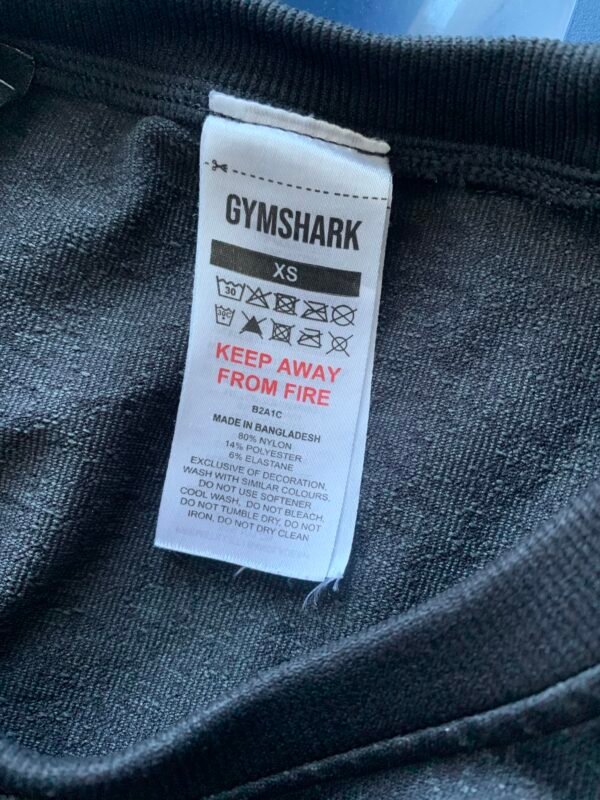 GYMSHARK
XS
30
30C
KEEP AWAY
FROM FIRE
B2A1C
MADE IN BANGLADESH
80% NYLON
14% POLYESTER
6% ELASTANE
EXCLUSIVE OF DECORATION,
WASH WITH SIMILAR COLOURS,
DO NOT USE SOFTENER
COOL WASH, DO NOT BLEACH,
DO NOT TUMBLE DRY, DO NOT
IRON, DO NOT DRY CLEAN